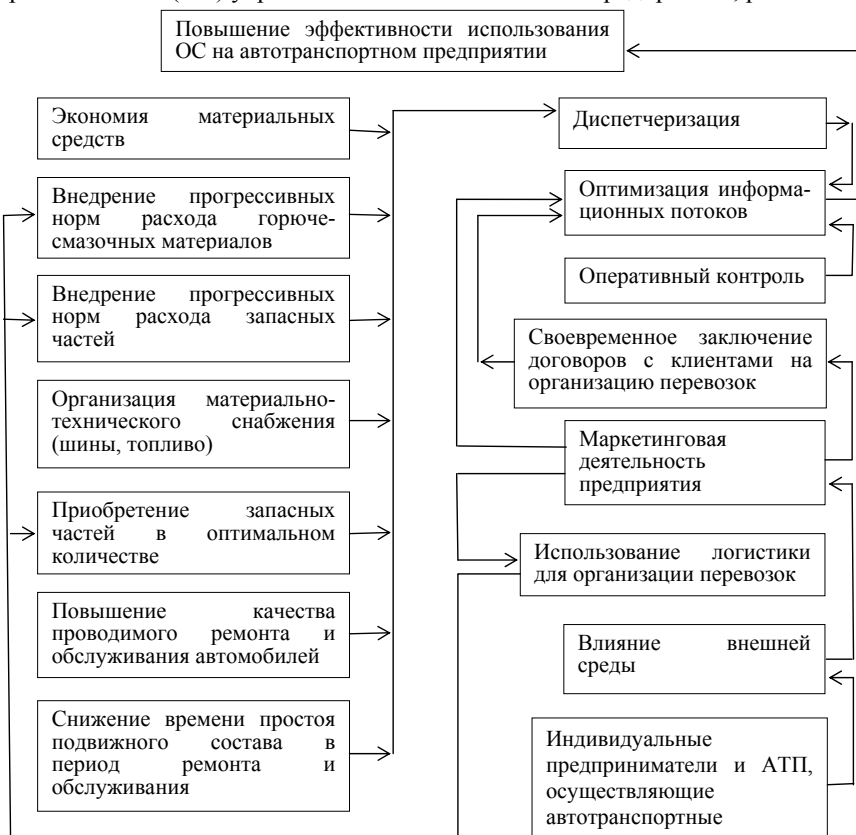 Повышение эффективности использования
ОС на автотранспортном предприятии
Экономия материальных
средств
Внедрение прогрессивных
норм расхода горюче-
смазочных материалов
Внедрение прогрессивных
норм расхода запасных
частей
Организация материально-
технического снабжения
(шины, топливо)
Приобретение запасных
частей в оптимальном
количестве
Повышение качества
проводимого ремонта и
обслуживания автомобилей
Снижение времени простоя
подвижного состава в
период ремонта и
обслуживания
Диспетчеризация
Оптимизация информа-
ционных потоков
Оперативный контроль
Своевременное заключение
договоров с клиентами на
организацию перевозок
Маркетинговая
деятельность
предприятия
Использование логистики
для организации перевозок
Влияние внешней
среды
Индивидуальные
предприниматели и АТП,
осуществляющие
автотранспортные